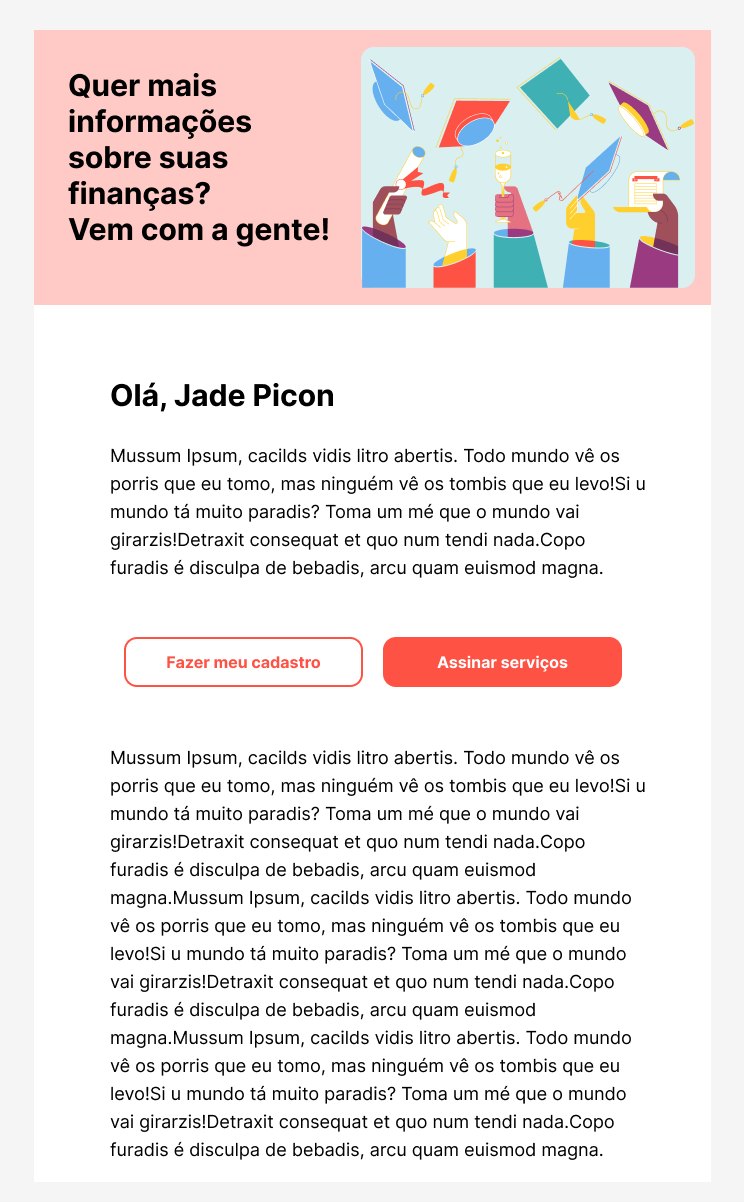 Quer mais
informações
sobre suas
finanças?
Vem com a gente!
Olá, Jade Picon
Mussum Ipsum, cacilds vidis litro abertis. Todo mundo vê os
porris que eu tomo, mas ninguém vê os tombis que eu levo!Si u
mundo tá muito paradis? Toma um mé que o mundo vai
girarzis!Detraxit consequat et quo num tendi nada.Copo
furadis é disculpa de bebadis, arcu quam euismod magna.
Fazer meu cadastro
Assinar serviços
Mussum Ipsum, cacilds vidis litro abertis. Todo mundo vê os
porris que eu tomo, mas ninguém vê os tombis que eu levo!Si u
mundo tá muito paradis? Toma um mé que o mundo vai
girarzis!Detraxit consequat et quo num tendi nada.Copo
furadis é disculpa de bebadis, arcu quam euismod
magna.Mussum Ipsum, cacilds vidis litro abertis. Todo mundo
vê os porris que eu tomo, mas ninguém vê os tombis que eu
levo!Si u mundo tá muito paradis? Toma um mé que o mundo
vai girarzis!Detraxit consequat et quo num tendi nada.Copo
furadis é disculpa de bebadis, arcu quam euismod
magna.Mussum Ipsum, cacilds vidis litro abertis. Todo mundo
vê os porris que eu tomo, mas ninguém vê os tombis que eu
levo!Si u mundo tá muito paradis? Toma um mé que o mundo
vai girarzis!Detraxit consequat et quo num tendi nada.Copo
furadis é disculpa de bebadis, arcu quam euismod magna.